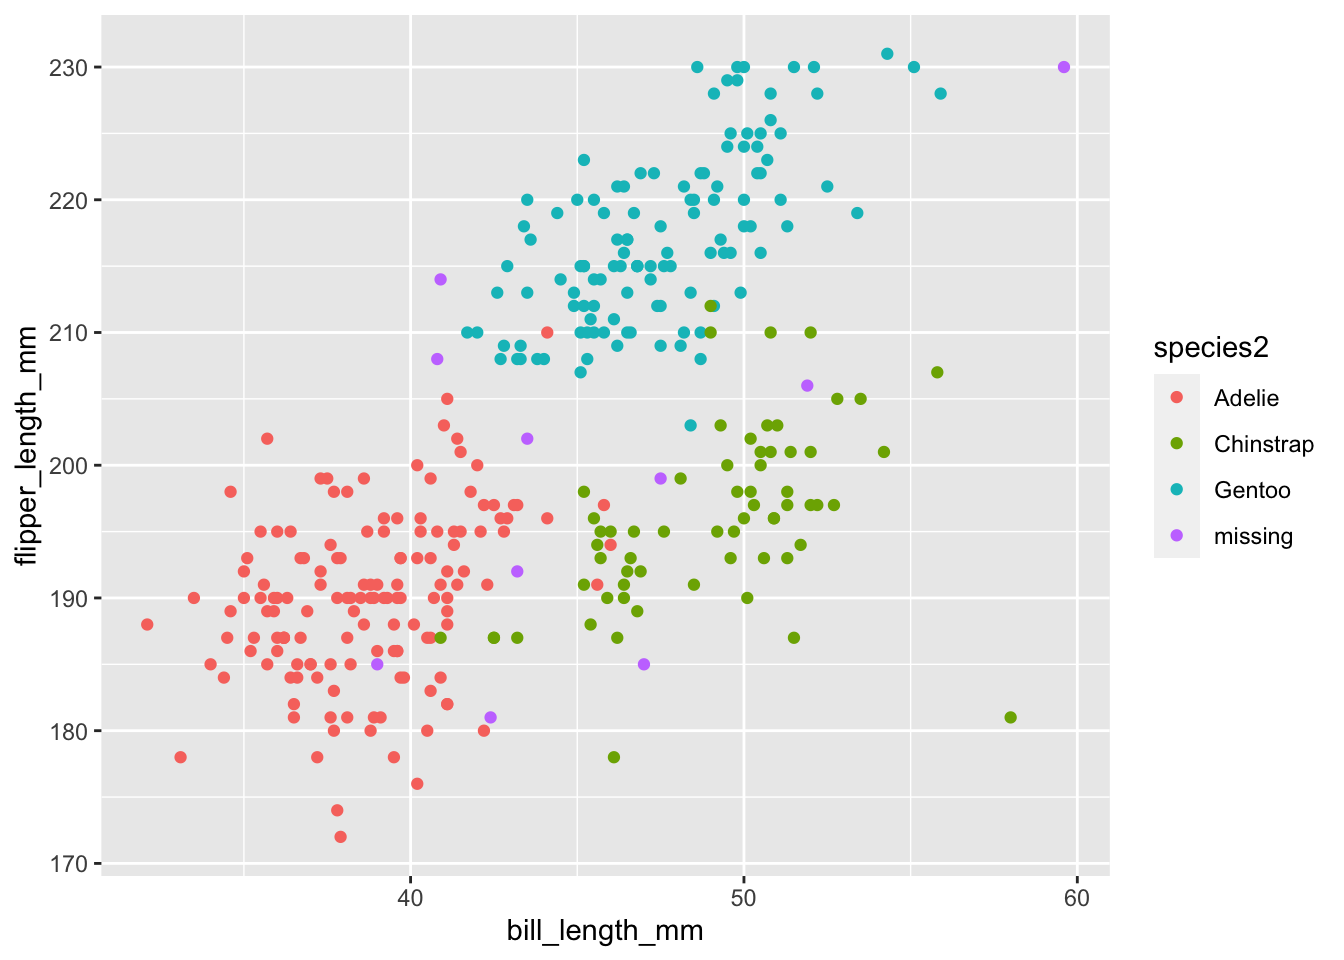 230
220
210
200
190
180
170
flipper_length_mm
40
50
60
bill_length_mm
species2
Adelie
Chinstrap
Gentoo
missing